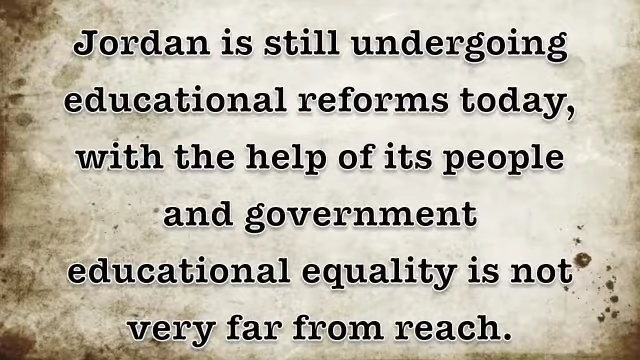 Jordan is still undergoing
educational reforms today,
with the help of its people
and government
educational equality is not
very far from reach.